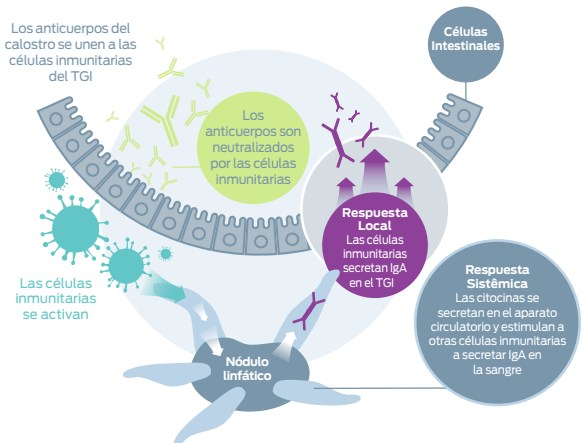 Los anticuerpos del
calostro se unen a las
células inmunitarias
del TGI
Células
Intestinales
Los
anticuerpos son
neutralizados
por las células
inmunitarias
Respuesta
Local
Las células
inmunitarias
secretan IgA
en el TGI
Las células
inmunitarias
se activan
Nódulo
linfático
Respuesta
Sistêmica
Las citocinas se
secretan en el aparato
circulatorio y estimulan a
otras células inmunitarias
a secretar IgA en
la sangre